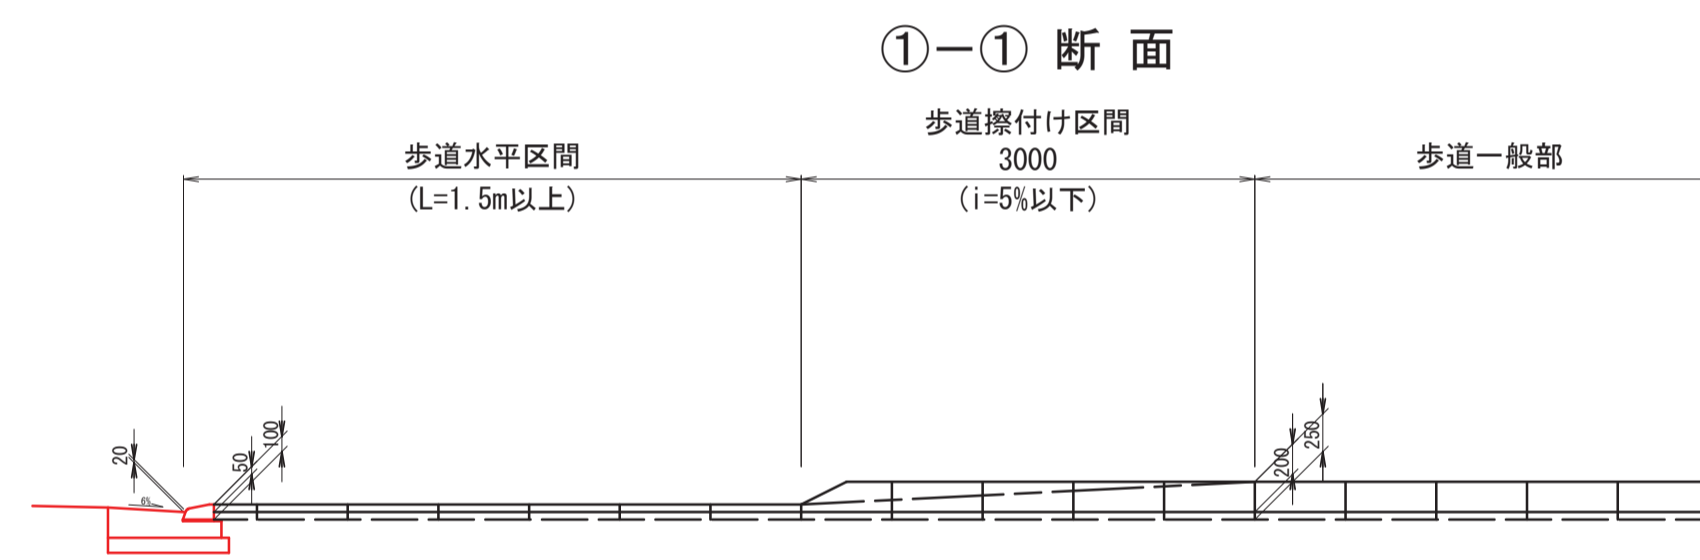 ①－① 断 面
歩道擦付け区間
歩道水平区間
3000
歩道一般部
(L=1.5m以上)
(i=5%以下)
20
6%
50
100
200
250